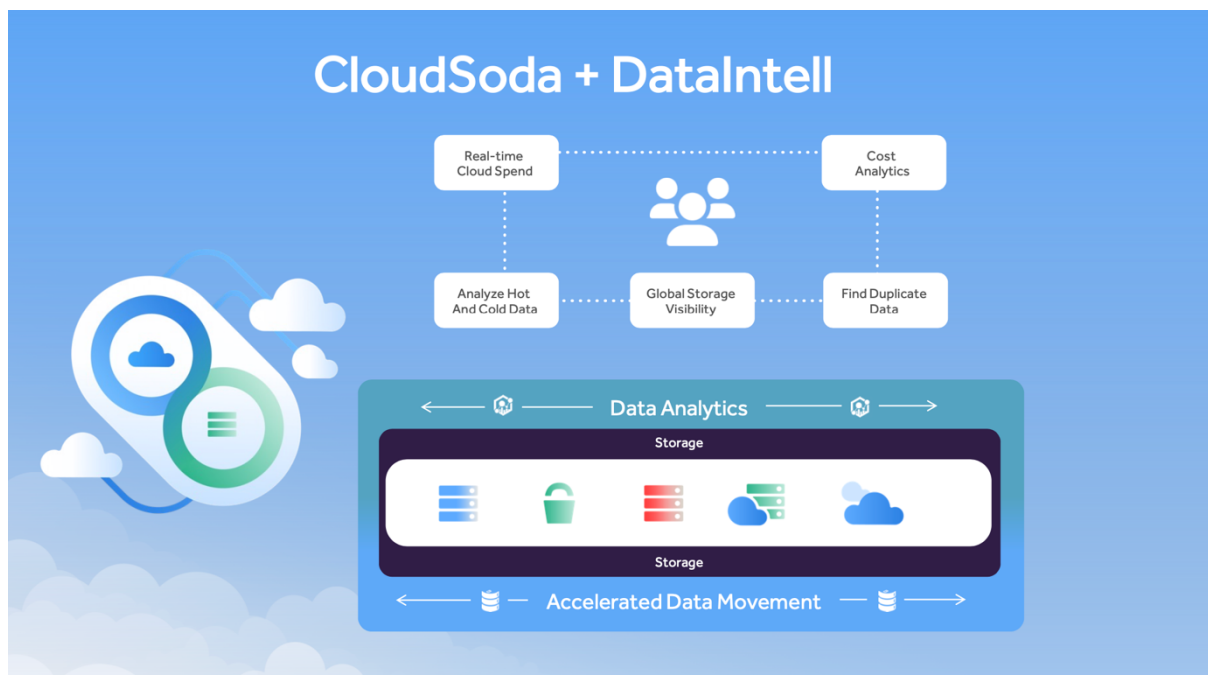 CloudSoda + DataIntell
Real-time
Cloud Spend
Cost
Analytics
Analyze Hot
And Cold Data
Global Storage
Visibility
Find Duplicate
Data
Data Analytics
Storage
Storage
Accelerated Data Movement